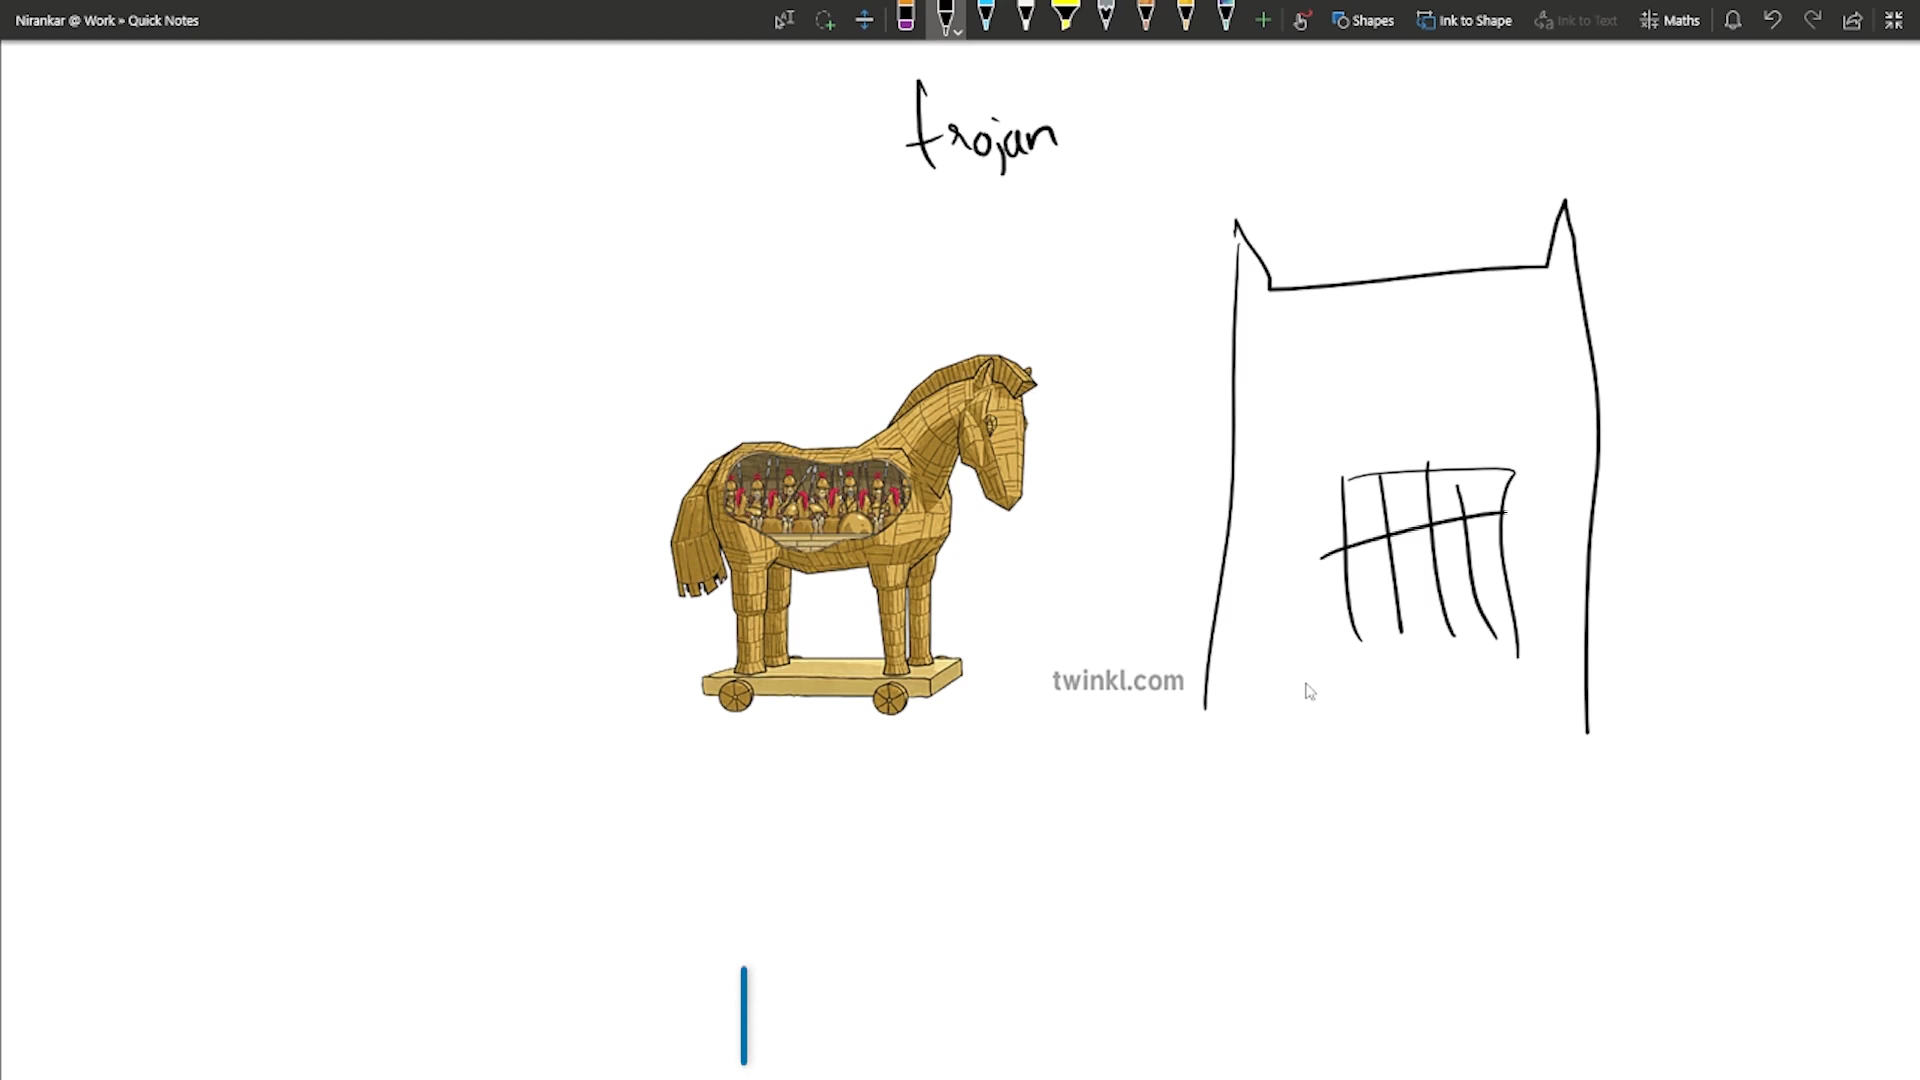 Nirankar @ Work » Quick Notes
Shapes
Ink to Shape
Ink to Text
Maths
trojan
twinkl.com